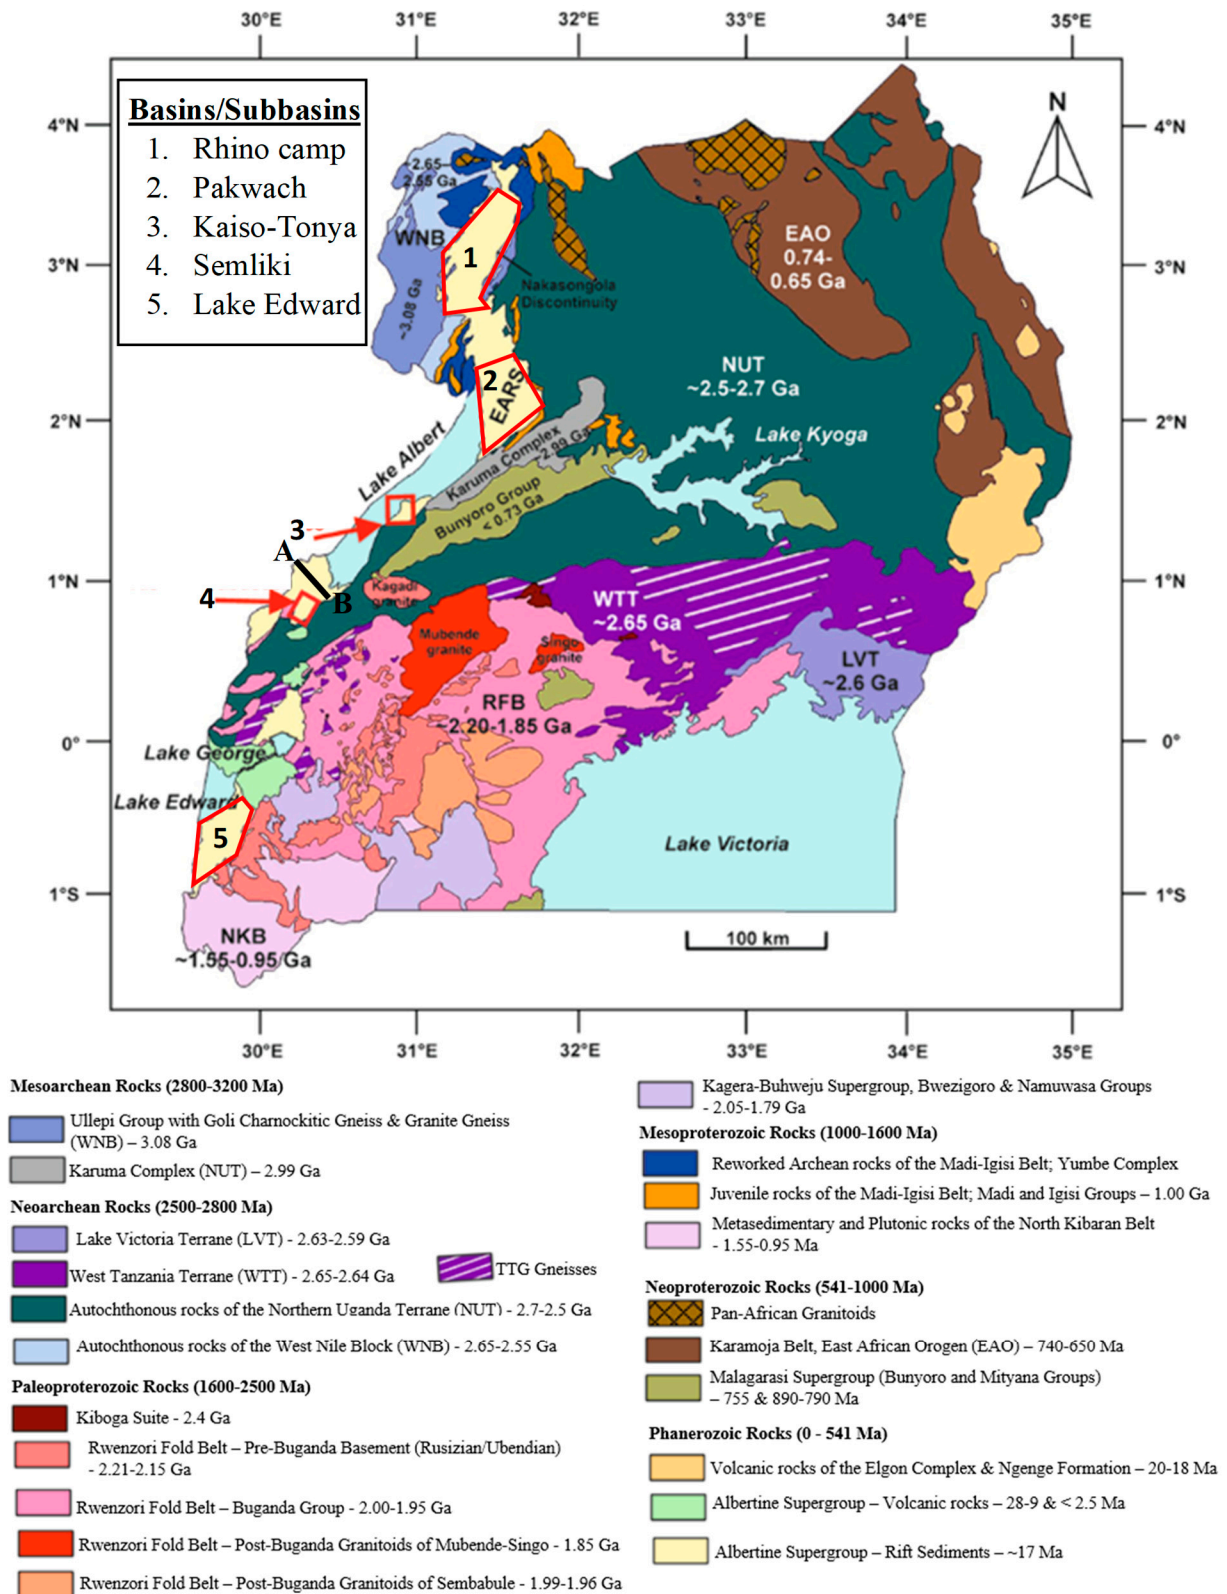 30°E 31°E 32°E 33°E 34°E 35°E
Basins/Subbasins
1. Rhino camp
2. Pakwach
3. Kaiso-Tonya
4. Semliki
5. Lake Edward
N
4°N 4°N
3°N 3°N
2°N 2°N
1°N 1°N
0° 0°
1°S 1°S
~2.65-
2.55 Ga
WNB
~3.08 Ga
1
Nakasongola
Discontinuity
EAO
0.74-
0.65 Ga
NUT
~2.5-2.7 Ga
2
EARS
Lake Albert
Karuma Complex
~2.99 Ga
Bunyoro Group
< 0.73 Ga
Lake Kyoga
3
A
B
4
Kagadi
granite
WTT
~2.65 Ga
Mubende
granite
Singo
granite
LVT
~2.6 Ga
RFB
~2.20-1.85 Ga
Lake George
Lake Edward
5
Lake Victoria
NKB
~1.55-0.95 Ga
100 km
30°E 31°E 32°E 33°E 34°E 35°E
Mesoarchean Rocks (2800-3200 Ma)
Ullepi Group with Goli Charnockitic Gneiss & Granite Gneiss
(WNB) – 3.08 Ga
Karuma Complex (NUT) – 2.99 Ga
Neoarchean Rocks (2500-2800 Ma)
Lake Victoria Terrane (LVT) - 2.63-2.59 Ga
West Tanzania Terrane (WTT) - 2.65-2.64 Ga
TTG Gneisses
Autochthonous rocks of the Northern Uganda Terrane (NUT) - 2.7-2.5 Ga
Autochthonous rocks of the West Nile Block (WNB) - 2.65-2.55 Ga
Paleoproterozoic Rocks (1600-2500 Ma)
Kiboga Suite - 2.4 Ga
Rwenzori Fold Belt – Pre-Buganda Basement (Rusizian/Ubendian)
- 2.21-2.15 Ga
Rwenzori Fold Belt – Buganda Group - 2.00-1.95 Ga
Rwenzori Fold Belt – Post-Buganda Granitoids of Mubende-Singo - 1.85 Ga
Rwenzori Fold Belt – Post-Buganda Granitoids of Sembabule - 1.99-1.96 Ga
Kagera-Buhweju Supergroup, Bwezigoro & Namuwasa Groups
- 2.05-1.79 Ga
Mesoproterozoic Rocks (1000-1600 Ma)
Reworked Archean rocks of the Madi-Igisi Belt; Yumbe Complex
Juvenile rocks of the Madi-Igisi Belt; Madi and Igisi Groups – 1.00 Ga
Metasedimentary and Plutonic rocks of the North Kibaran Belt
- 1.55-0.95 Ma
Neoproterozoic Rocks (541-1000 Ma)
Pan-African Granitoids
Karamoja Belt, East African Orogen (EAO) – 740-650 Ma
Malagarasi Supergroup (Bunyoro and Mityana Groups)
– 755 & 890-790 Ma
Phanerozoic Rocks (0 - 541 Ma)
Volcanic rocks of the Elgon Complex & Ngenge Formation – 20-18 Ma
Albertine Supergroup – Volcanic rocks – 28-9 & < 2.5 Ma
Albertine Supergroup – Rift Sediments – ~17 Ma